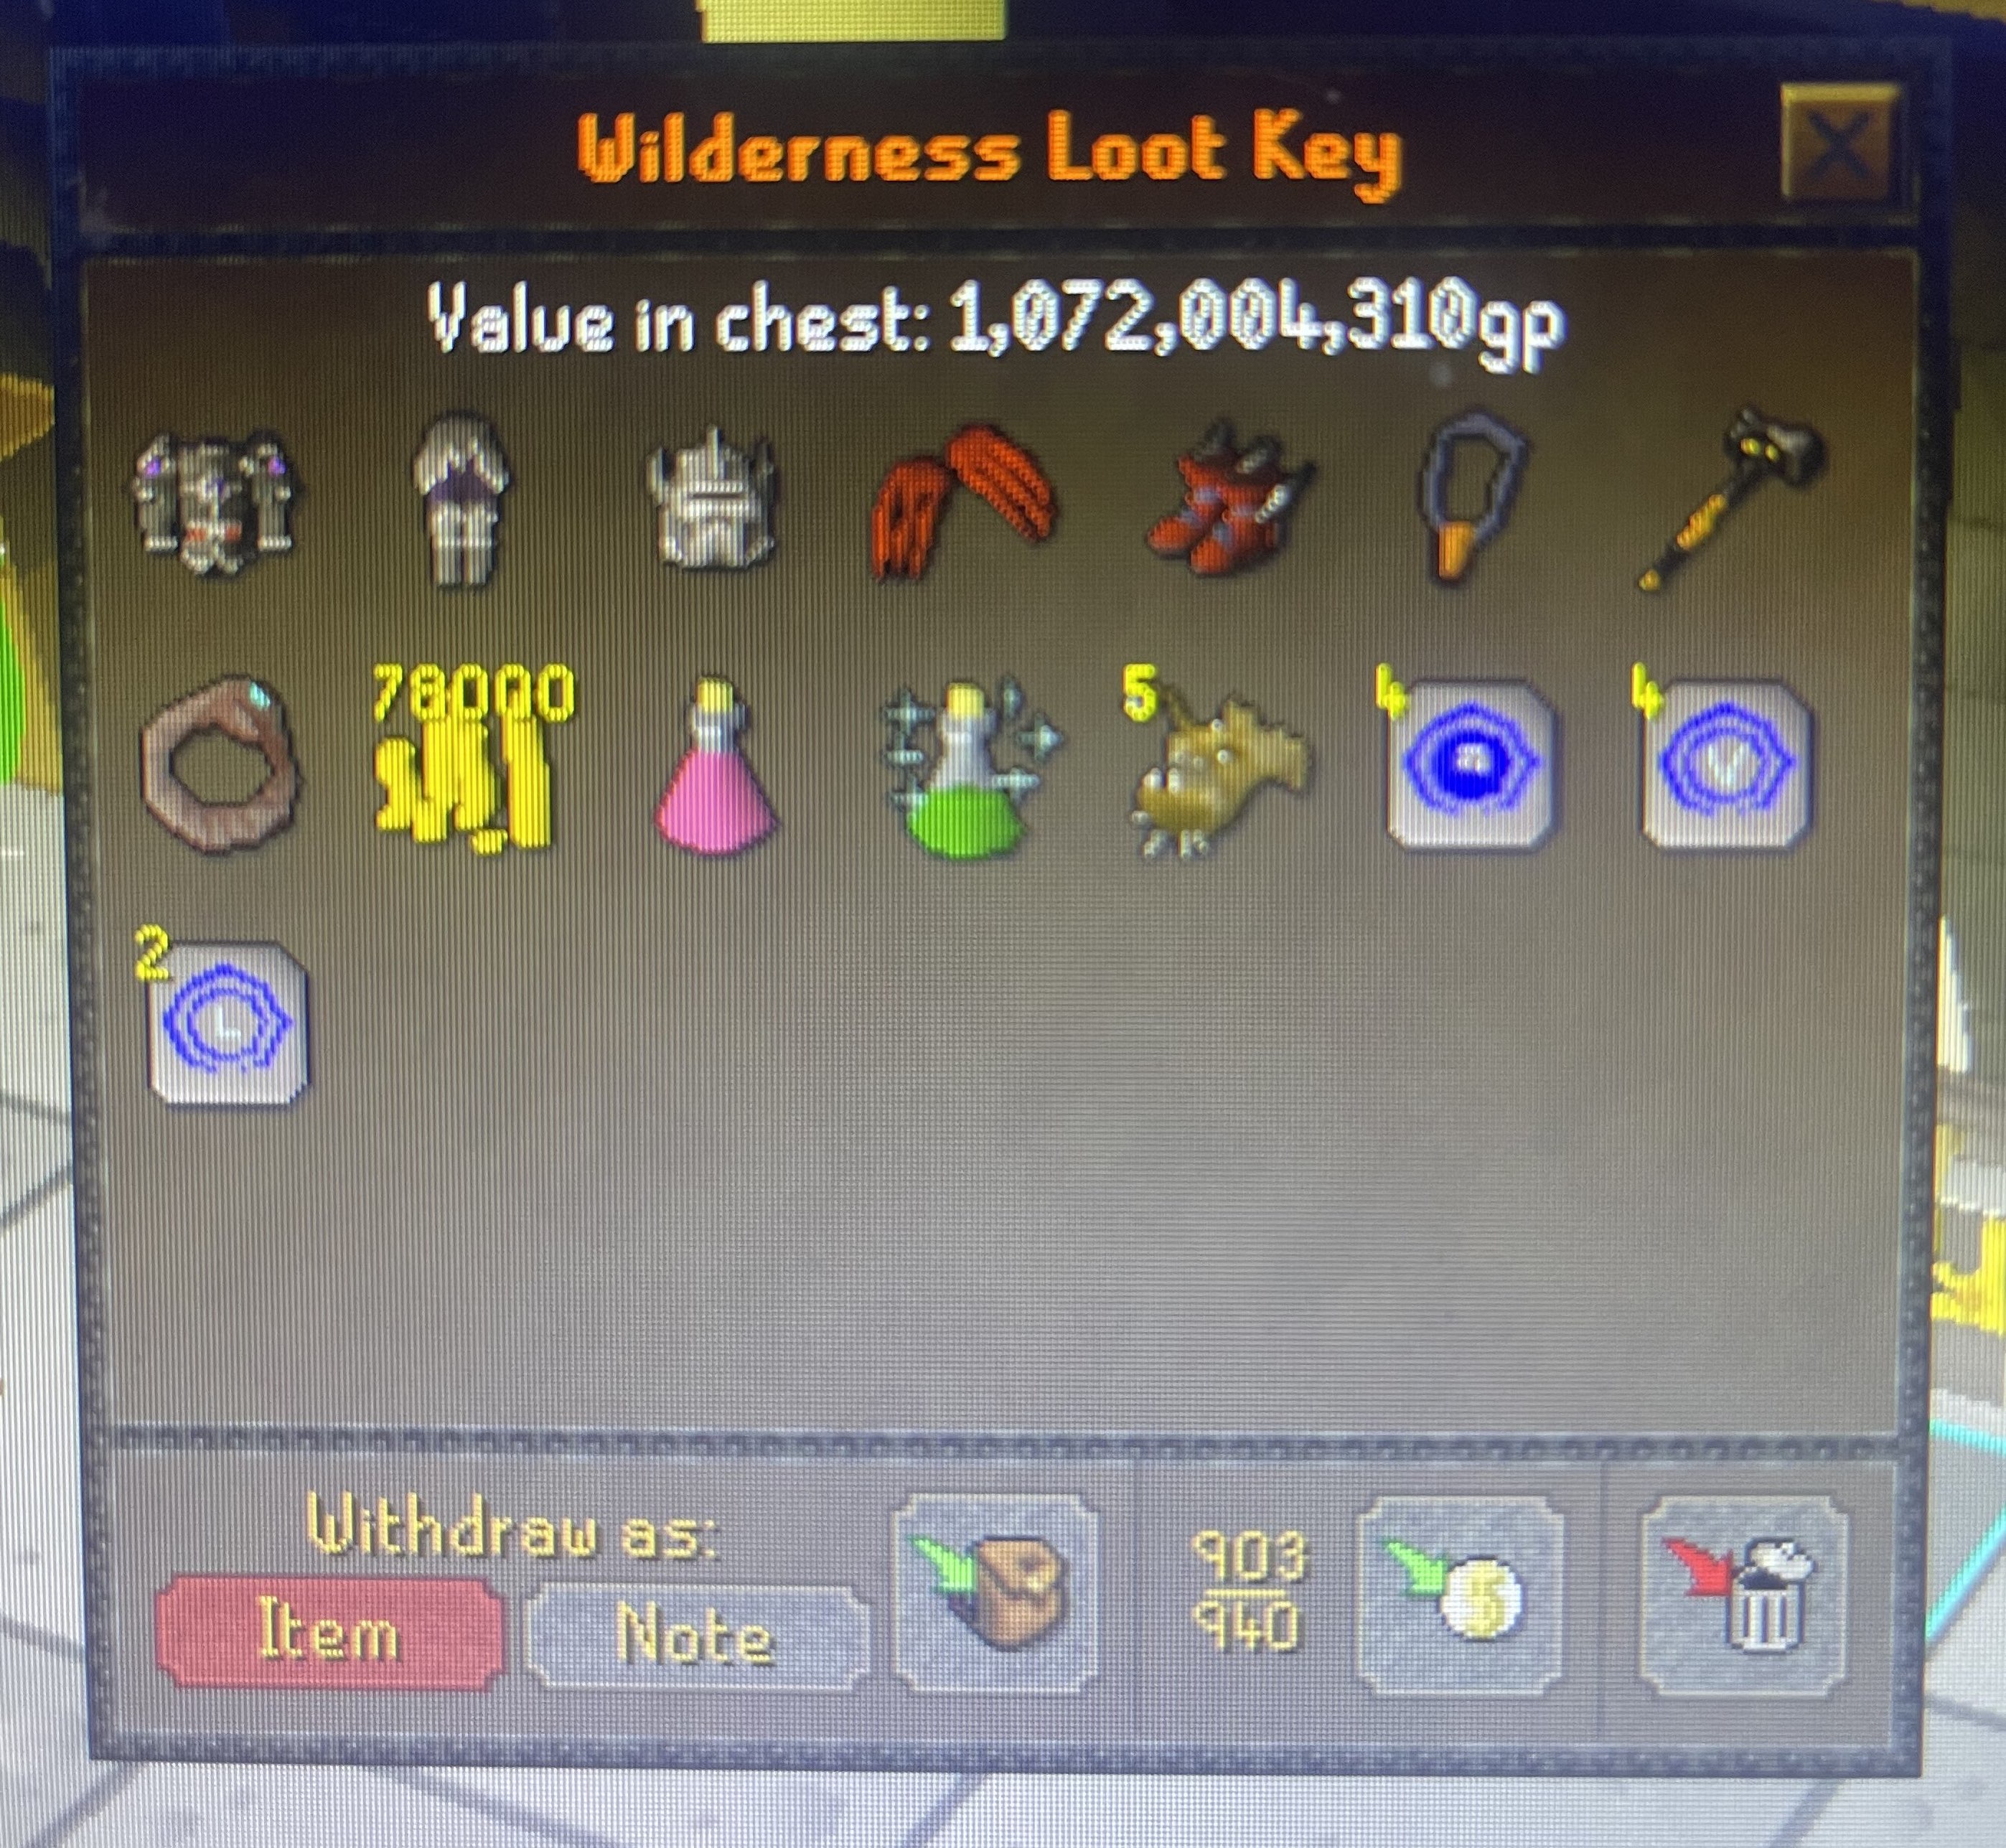 Wilderness Loot Key
Value in chest: 1,072,004,310gp
78000
5
4
4
V
2
L
Withdraw as:
Item
Note
903
940
$